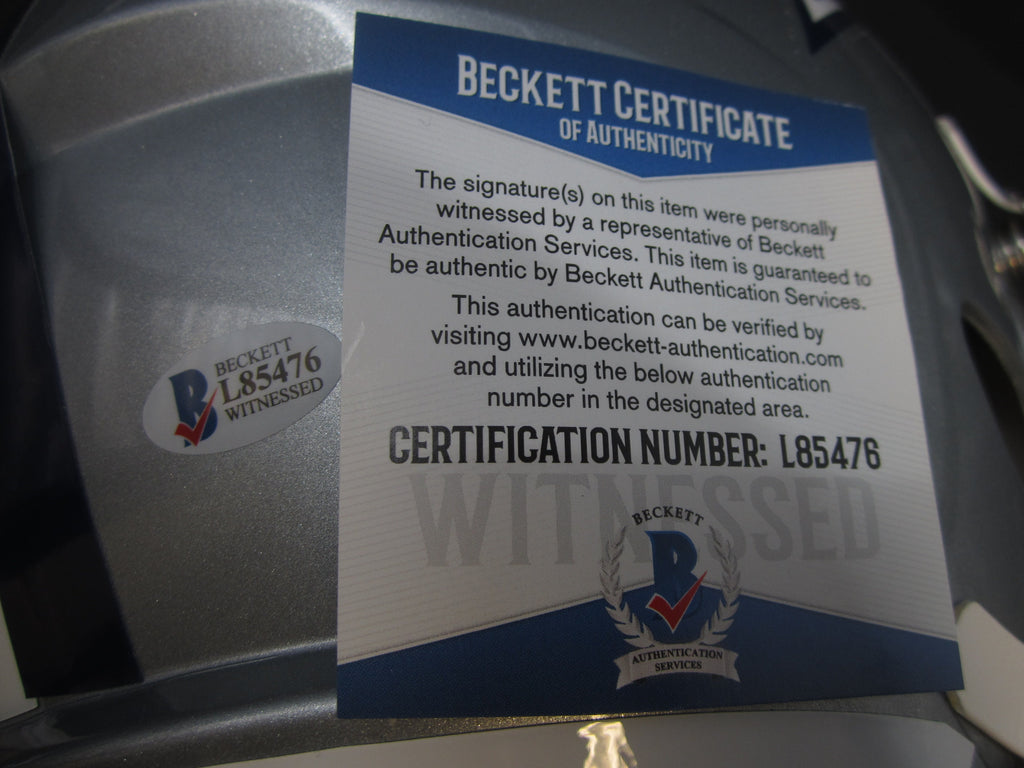 BECKETT CERTIFICATE
OF AUTHENTICITY
The signature(s) on this item were personally
witnessed by a representative of Beckett
Authentication Services. This item is guaranteed to
be authentic by Beckett Authentication Services.
This authentication can be verified by
visiting www.beckett-authentication.com
and utilizing the below authentication
number in the designated area.
CERTIFICATION NUMBER: L85476
WITNESSED
BECKETT
B
AUTHENTICATION
SERVICES
BECKETT
B
L85476
WITNESSED